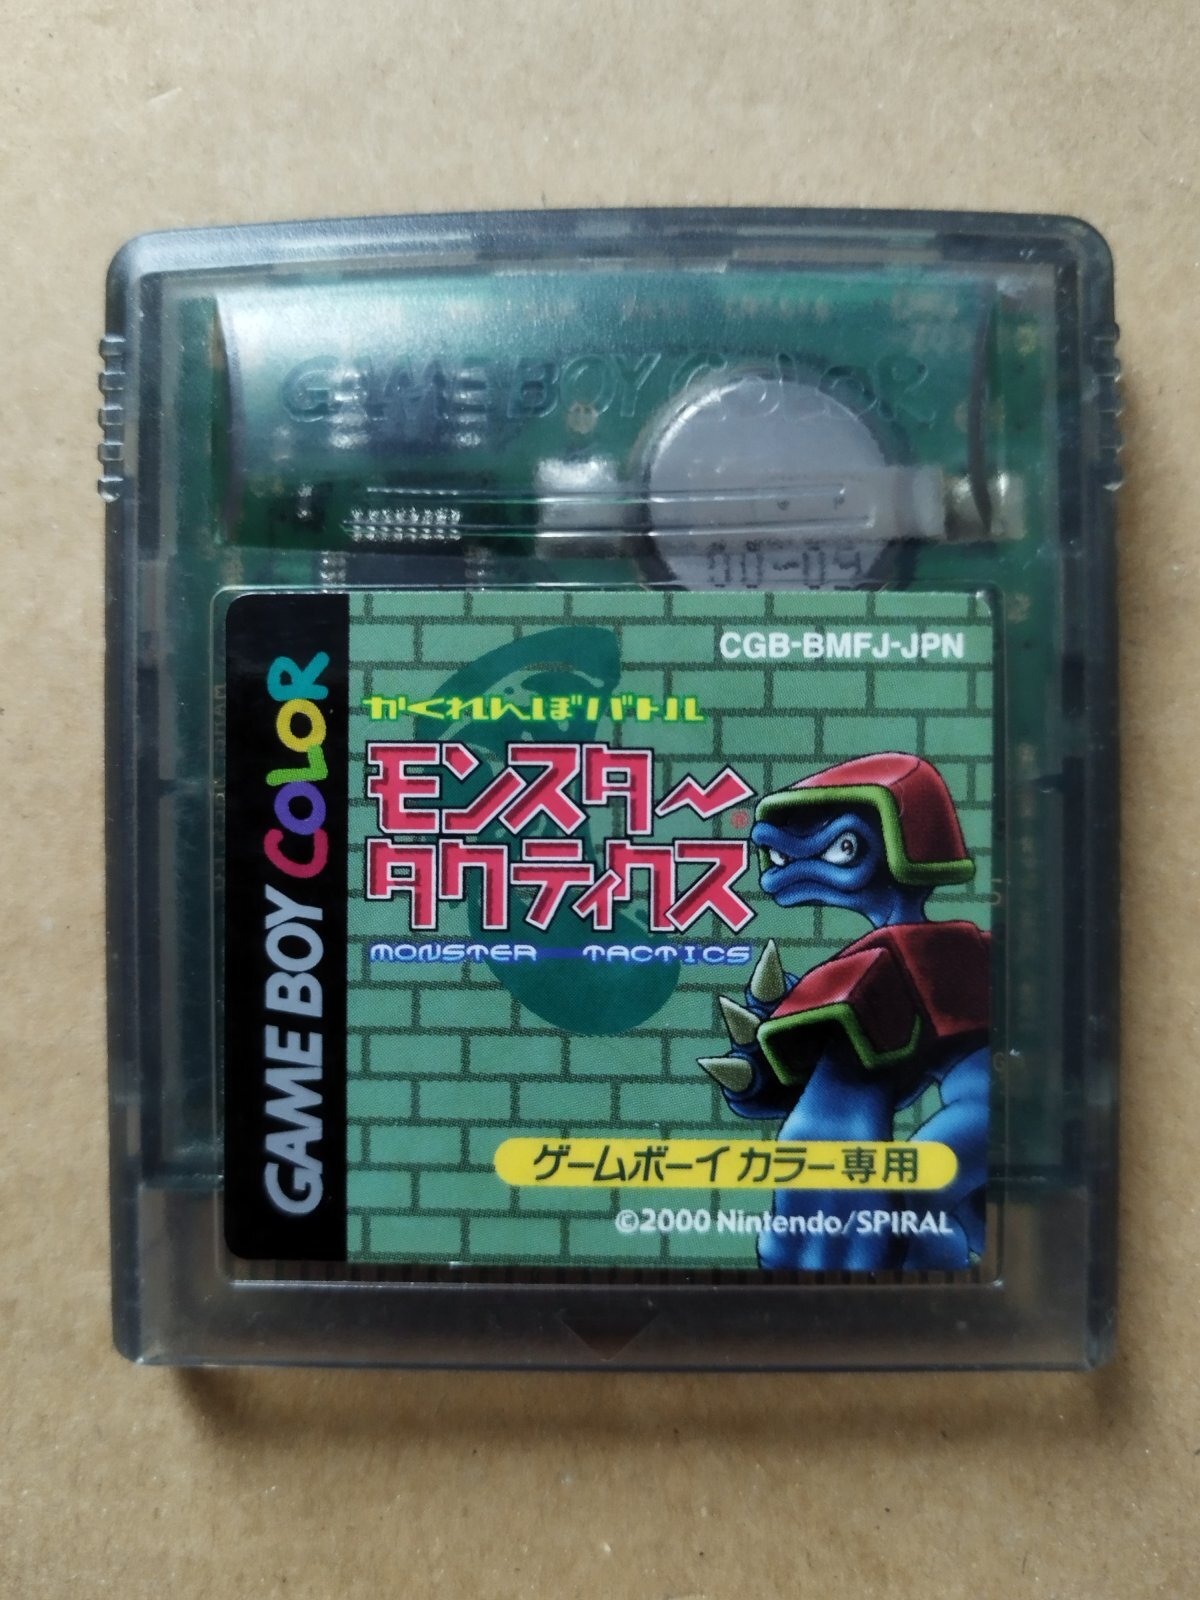 GAME BOY COLOR
00-09
GAME BOY COLOR
CGB-BMFJ-JPN
かくれんぼバトル
モンスター
タクティクス
®
MONSTER TACTICS
ゲームボーイカラー専用
©2000 Nintendo/SPIRAL